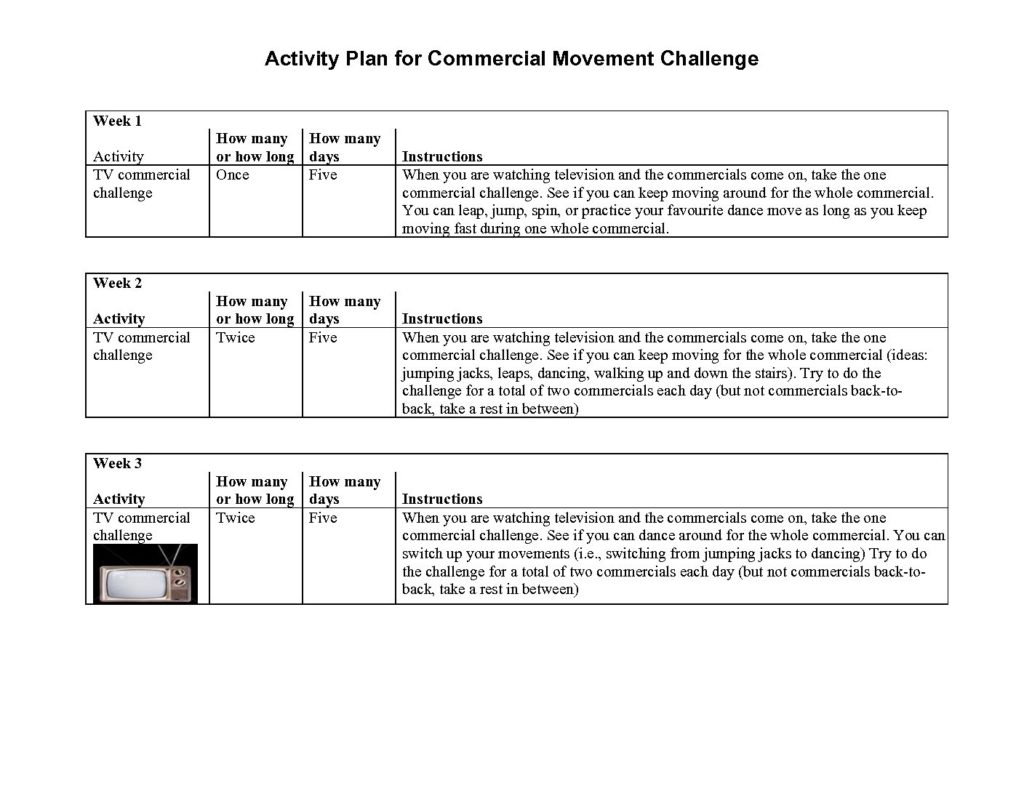 Activity Plan for Commercial Movement Challenge
Week 1
Activity
How many
or how long
How many
days
Instructions
TV commercial
challenge
Once
Five
When you are watching television and the commercials come on, take the one
commercial challenge. See if you can keep moving around for the whole commercial.
You can leap, jump, spin, or practice your favourite dance move as long as you keep
moving fast during one whole commercial.
Week 2
Activity
How many
or how long
How many
days
Instructions
TV commercial
challenge
Twice
Five
When you are watching television and the commercials come on, take the one
commercial challenge. See if you can keep moving for the whole commercial (ideas:
jumping jacks, leaps, dancing, walking up and down the stairs). Try to do the
challenge for a total of two commercials each day (but not commercials back-to-
back, take a rest in between)
Week 3
Activity
How many
or how long
How many
days
Instructions
TV commercial
challenge
Twice
Five
When you are watching television and the commercials come on, take the one
commercial challenge. See if you can dance around for the whole commercial. You can
switch up your movements (i.e., switching from jumping jacks to dancing) Try to do
the challenge for a total of two commercials each day (but not commercials back-to-
back, take a rest in between)